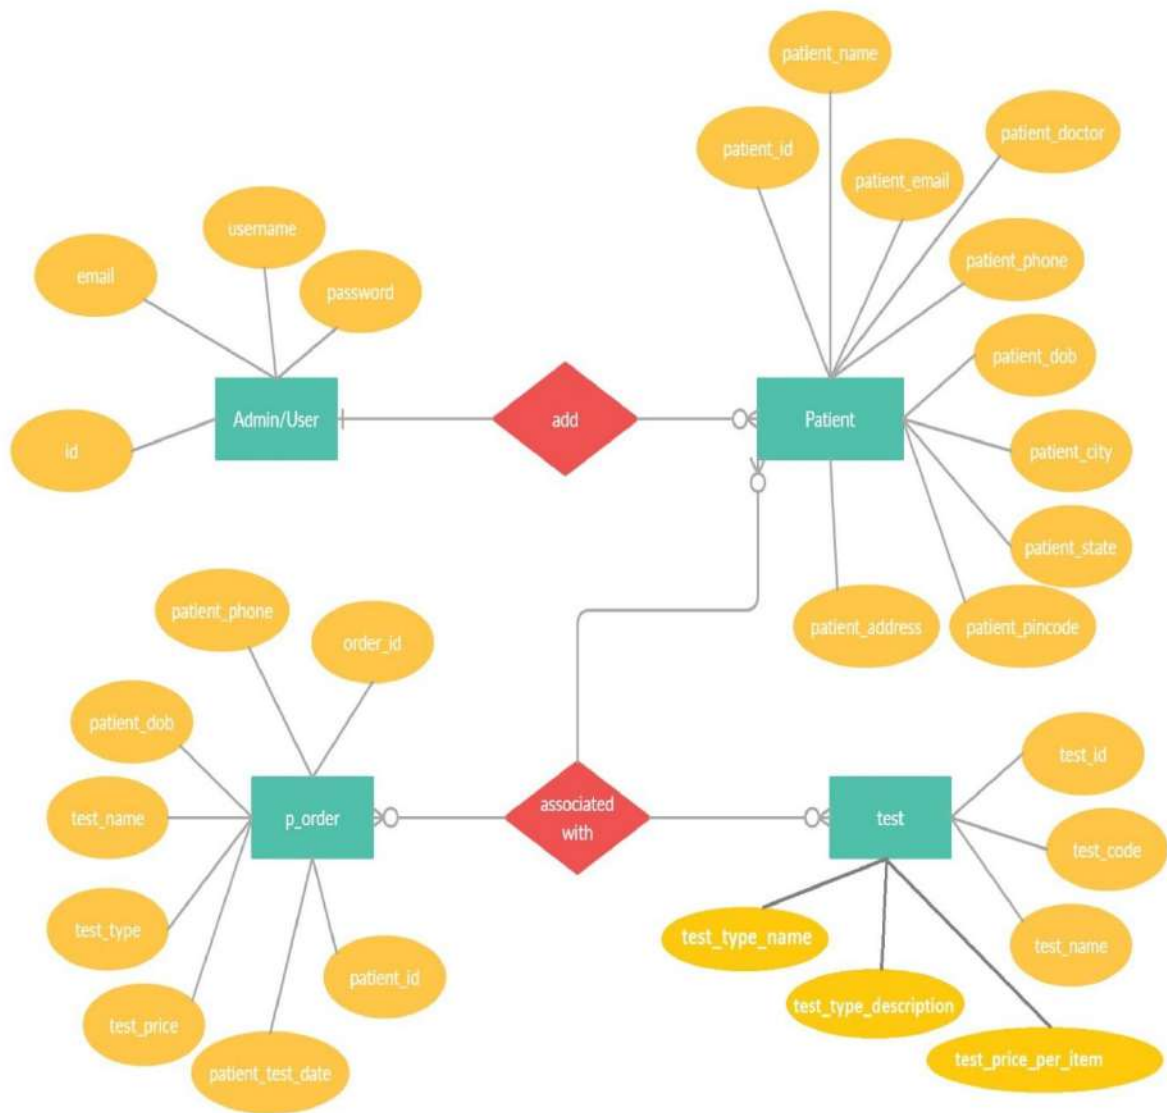 patient_name
patient_doctor
patient_id
patient_email
username
patient_phone
email
password
patient_dob
Admin/User
add
Patient
id
patient_city
patient_state
patient_phone
order_id
patient_address
patient_pincode
patient_dob
test_id
test_name
p_order
associated
with
test
test_code
test_type
test_type_name
test_name
patient_id
test_type_description
test_price
patient_test_date
test_price_per_item